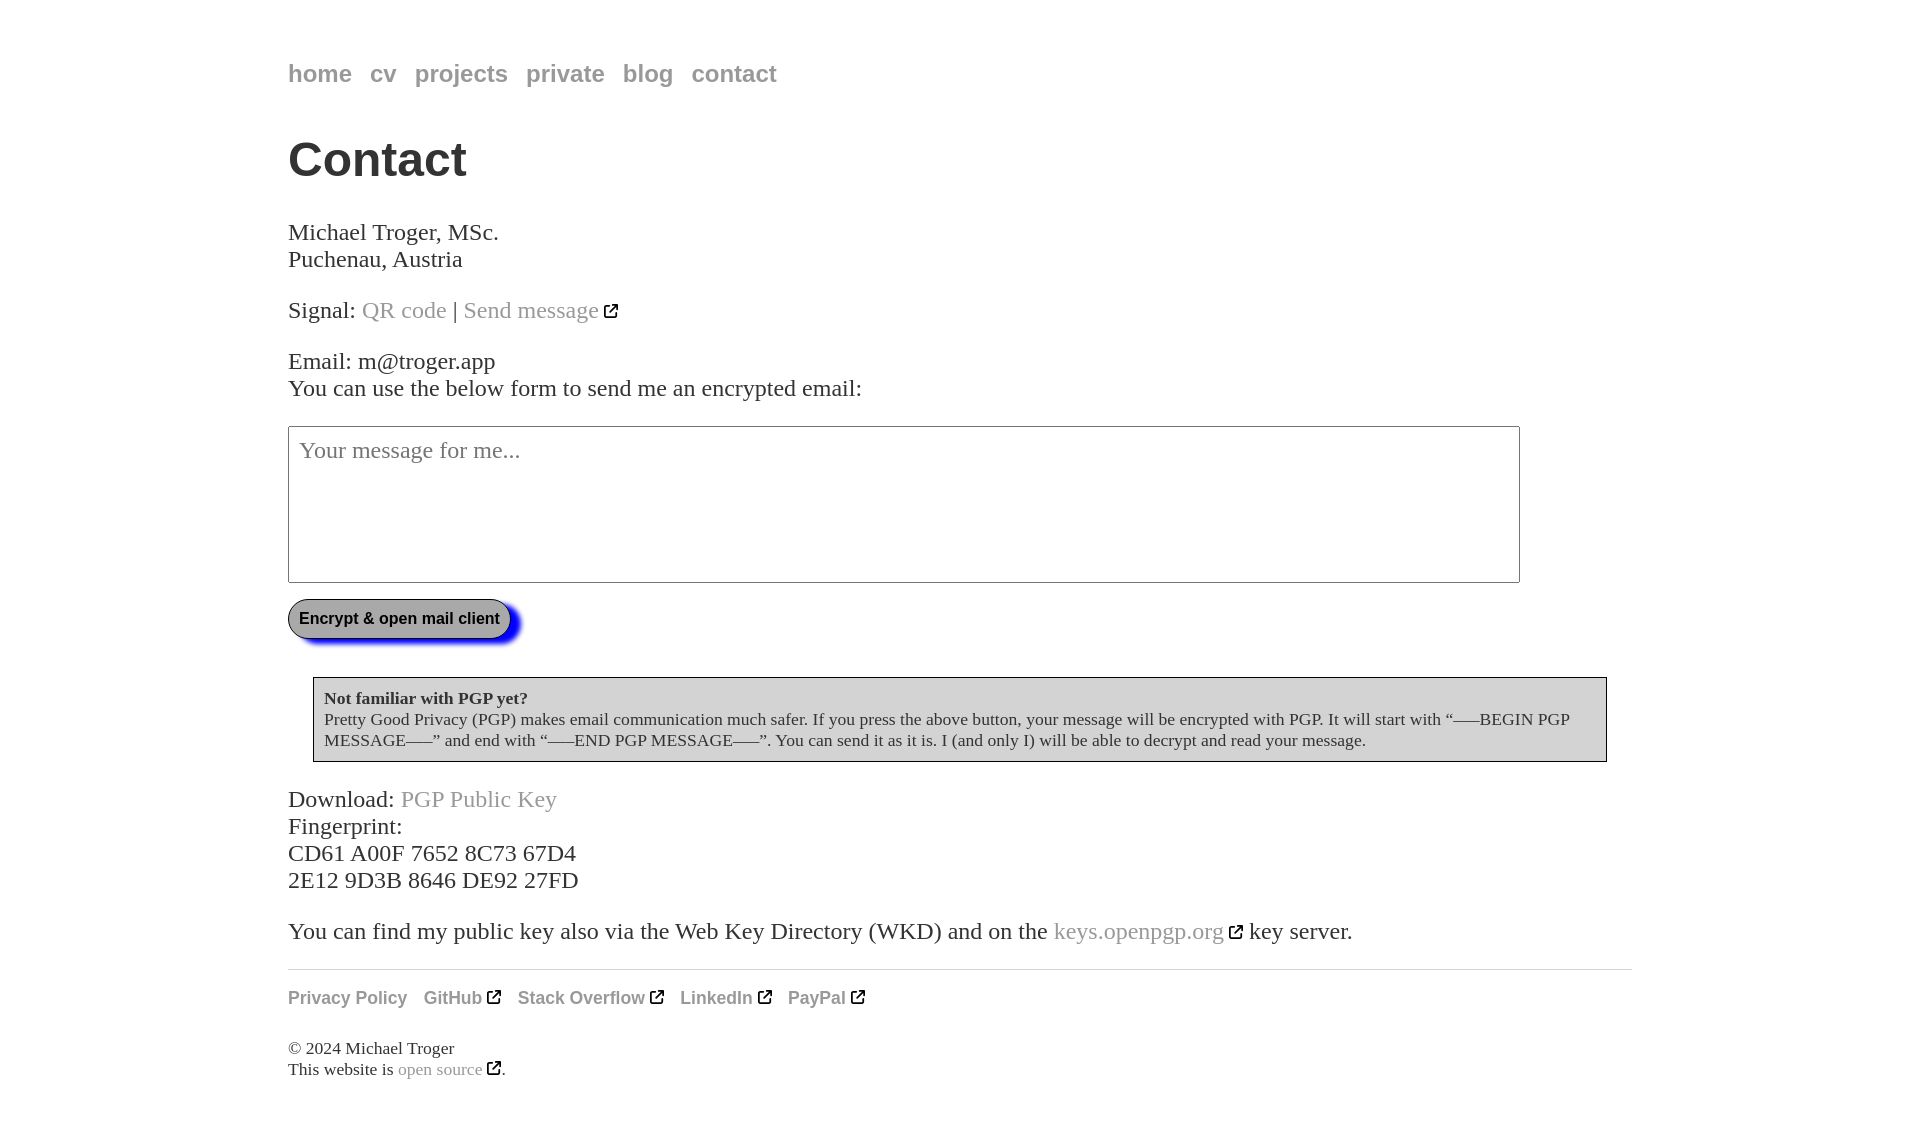 home cv projects private blog contact
Contact
Michael Troger, MSc.
Puchenau, Austria
Signal: QR code | Send message
Email: m@troger.app
You can use the below form to send me an encrypted email:
Your message for me...
Encrypt & open mail client
Not familiar with PGP yet?
Pretty Good Privacy (PGP) makes email communication much safer. If you press the above button, your message will be encrypted with PGP. It will start with “—–BEGIN PGP
MESSAGE—–” and end with “—–END PGP MESSAGE—–”. You can send it as it is. I (and only I) will be able to decrypt and read your message.
Download: PGP Public Key
Fingerprint:
CD61 A00F 7652 8C73 67D4
2E12 9D3B 8646 DE92 27FD
You can find my public key also via the Web Key Directory (WKD) and on the keys.openpgp.org key server.
Privacy Policy GitHub Stack Overflow LinkedIn PayPal
© 2024 Michael Troger
This website is open source.